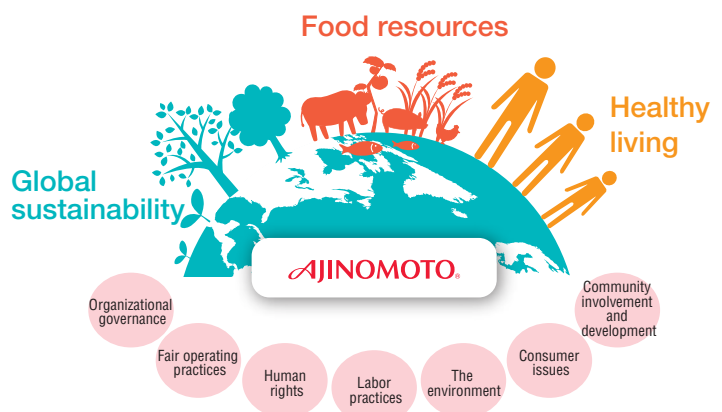 Food resources
Healthy
living
Global
sustainability
AJINOMOTO®
Organizational
governance
Fair operating
practices
Human
rights
Labor
practices
The
environment
Consumer
issues
Community
involvement
and
development